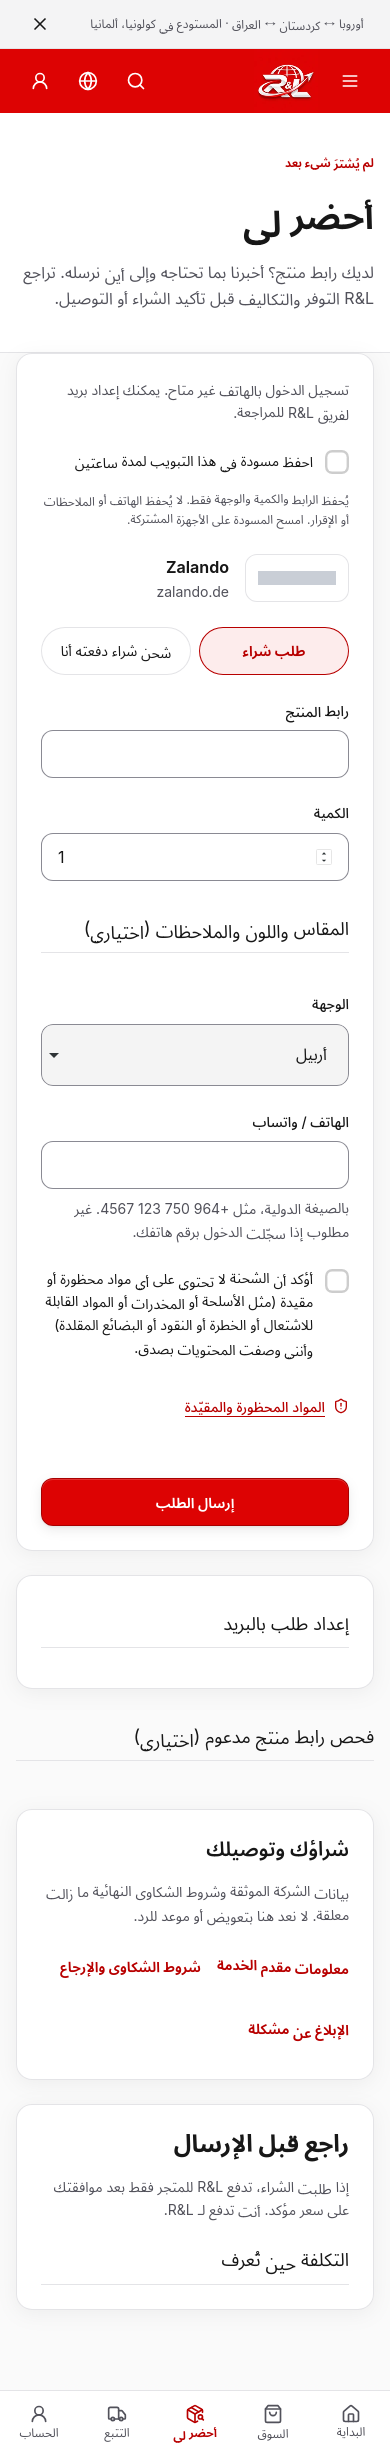 أوروبا ↔ كردستان ↔ العراق · المستودع في كولونيا، ألمانيا
R&L
لم يُشترَ شيء بعد
أحضر لي
لديك رابط منتج؟ أخبرنا بما تحتاجه وإلى أين نرسله. تراجع
R&L التوفر والتكاليف قبل تأكيد الشراء أو التوصيل.
تسجيل الدخول بالهاتف غير متاح. يمكنك إعداد بريد
لفريق R&L للمراجعة.
احفظ مسودة في هذا التبويب لمدة ساعتين
يُحفظ الرابط والكمية والوجهة فقط. لا يُحفظ الهاتف أو الملاحظات
أو الإقرار. امسح المسودة على الأجهزة المشتركة.
Zalando
zalando.de
طلب شراء
شحن شراء دفعته أنا
رابط المنتج
الكمية
1
المقاس واللون والملاحظات (اختياري)
الوجهة
أربيل
الهاتف / واتساب
بالصيغة الدولية، مثل +964 750 123 4567. غير
مطلوب إذا سجّلت الدخول برقم هاتفك.
أؤكد أن الشحنة لا تحتوي على أي مواد محظورة أو
مقيدة (مثل الأسلحة أو المخدرات أو المواد القابلة
للاشتعال أو الخطرة أو النقود أو البضائع المقلدة)
وأنني وصفت المحتويات بصدق.
المواد المحظورة والمقيّدة
إرسال الطلب
إعداد طلب بالبريد
فحص رابط منتج مدعوم (اختياري)
شراؤك وتوصيلك
بيانات الشركة الموثقة وشروط الشكاوى النهائية ما زالت
معلقة. لا نعد هنا بتعويض أو موعد للرد.
معلومات مقدم الخدمة
شروط الشكاوى والإرجاع
الإبلاغ عن مشكلة
راجع قبل الإرسال
إذا طلبت الشراء، تدفع R&L للمتجر فقط بعد موافقتك
على سعر مؤكد. أنت تدفع لـ R&L.
التكلفة حين تُعرف
البداية
السوق
أحضر لي
التتبع
الحساب